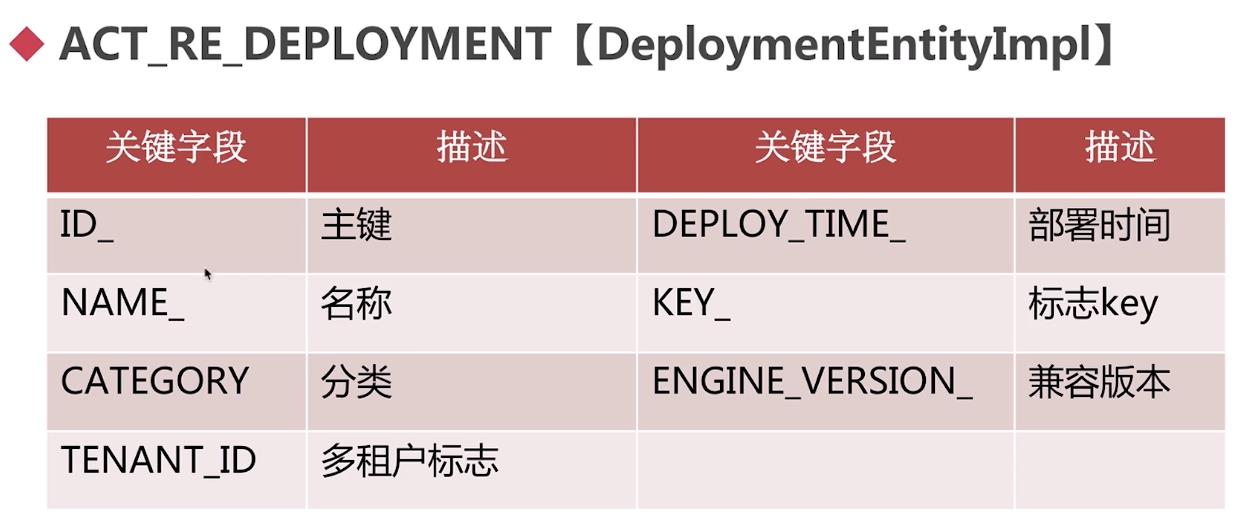 ACT_RE_DEPLOYMENT【DeploymentEntityImpl】
关键字段 描述 关键字段 描述
ID_ 主键 DEPLOY_TIME_ 部署时间
NAME_ 名称 KEY_ 标志key
CATEGORY 分类 ENGINE_VERSION_ 兼容版本
TENANT_ID 多租户标志